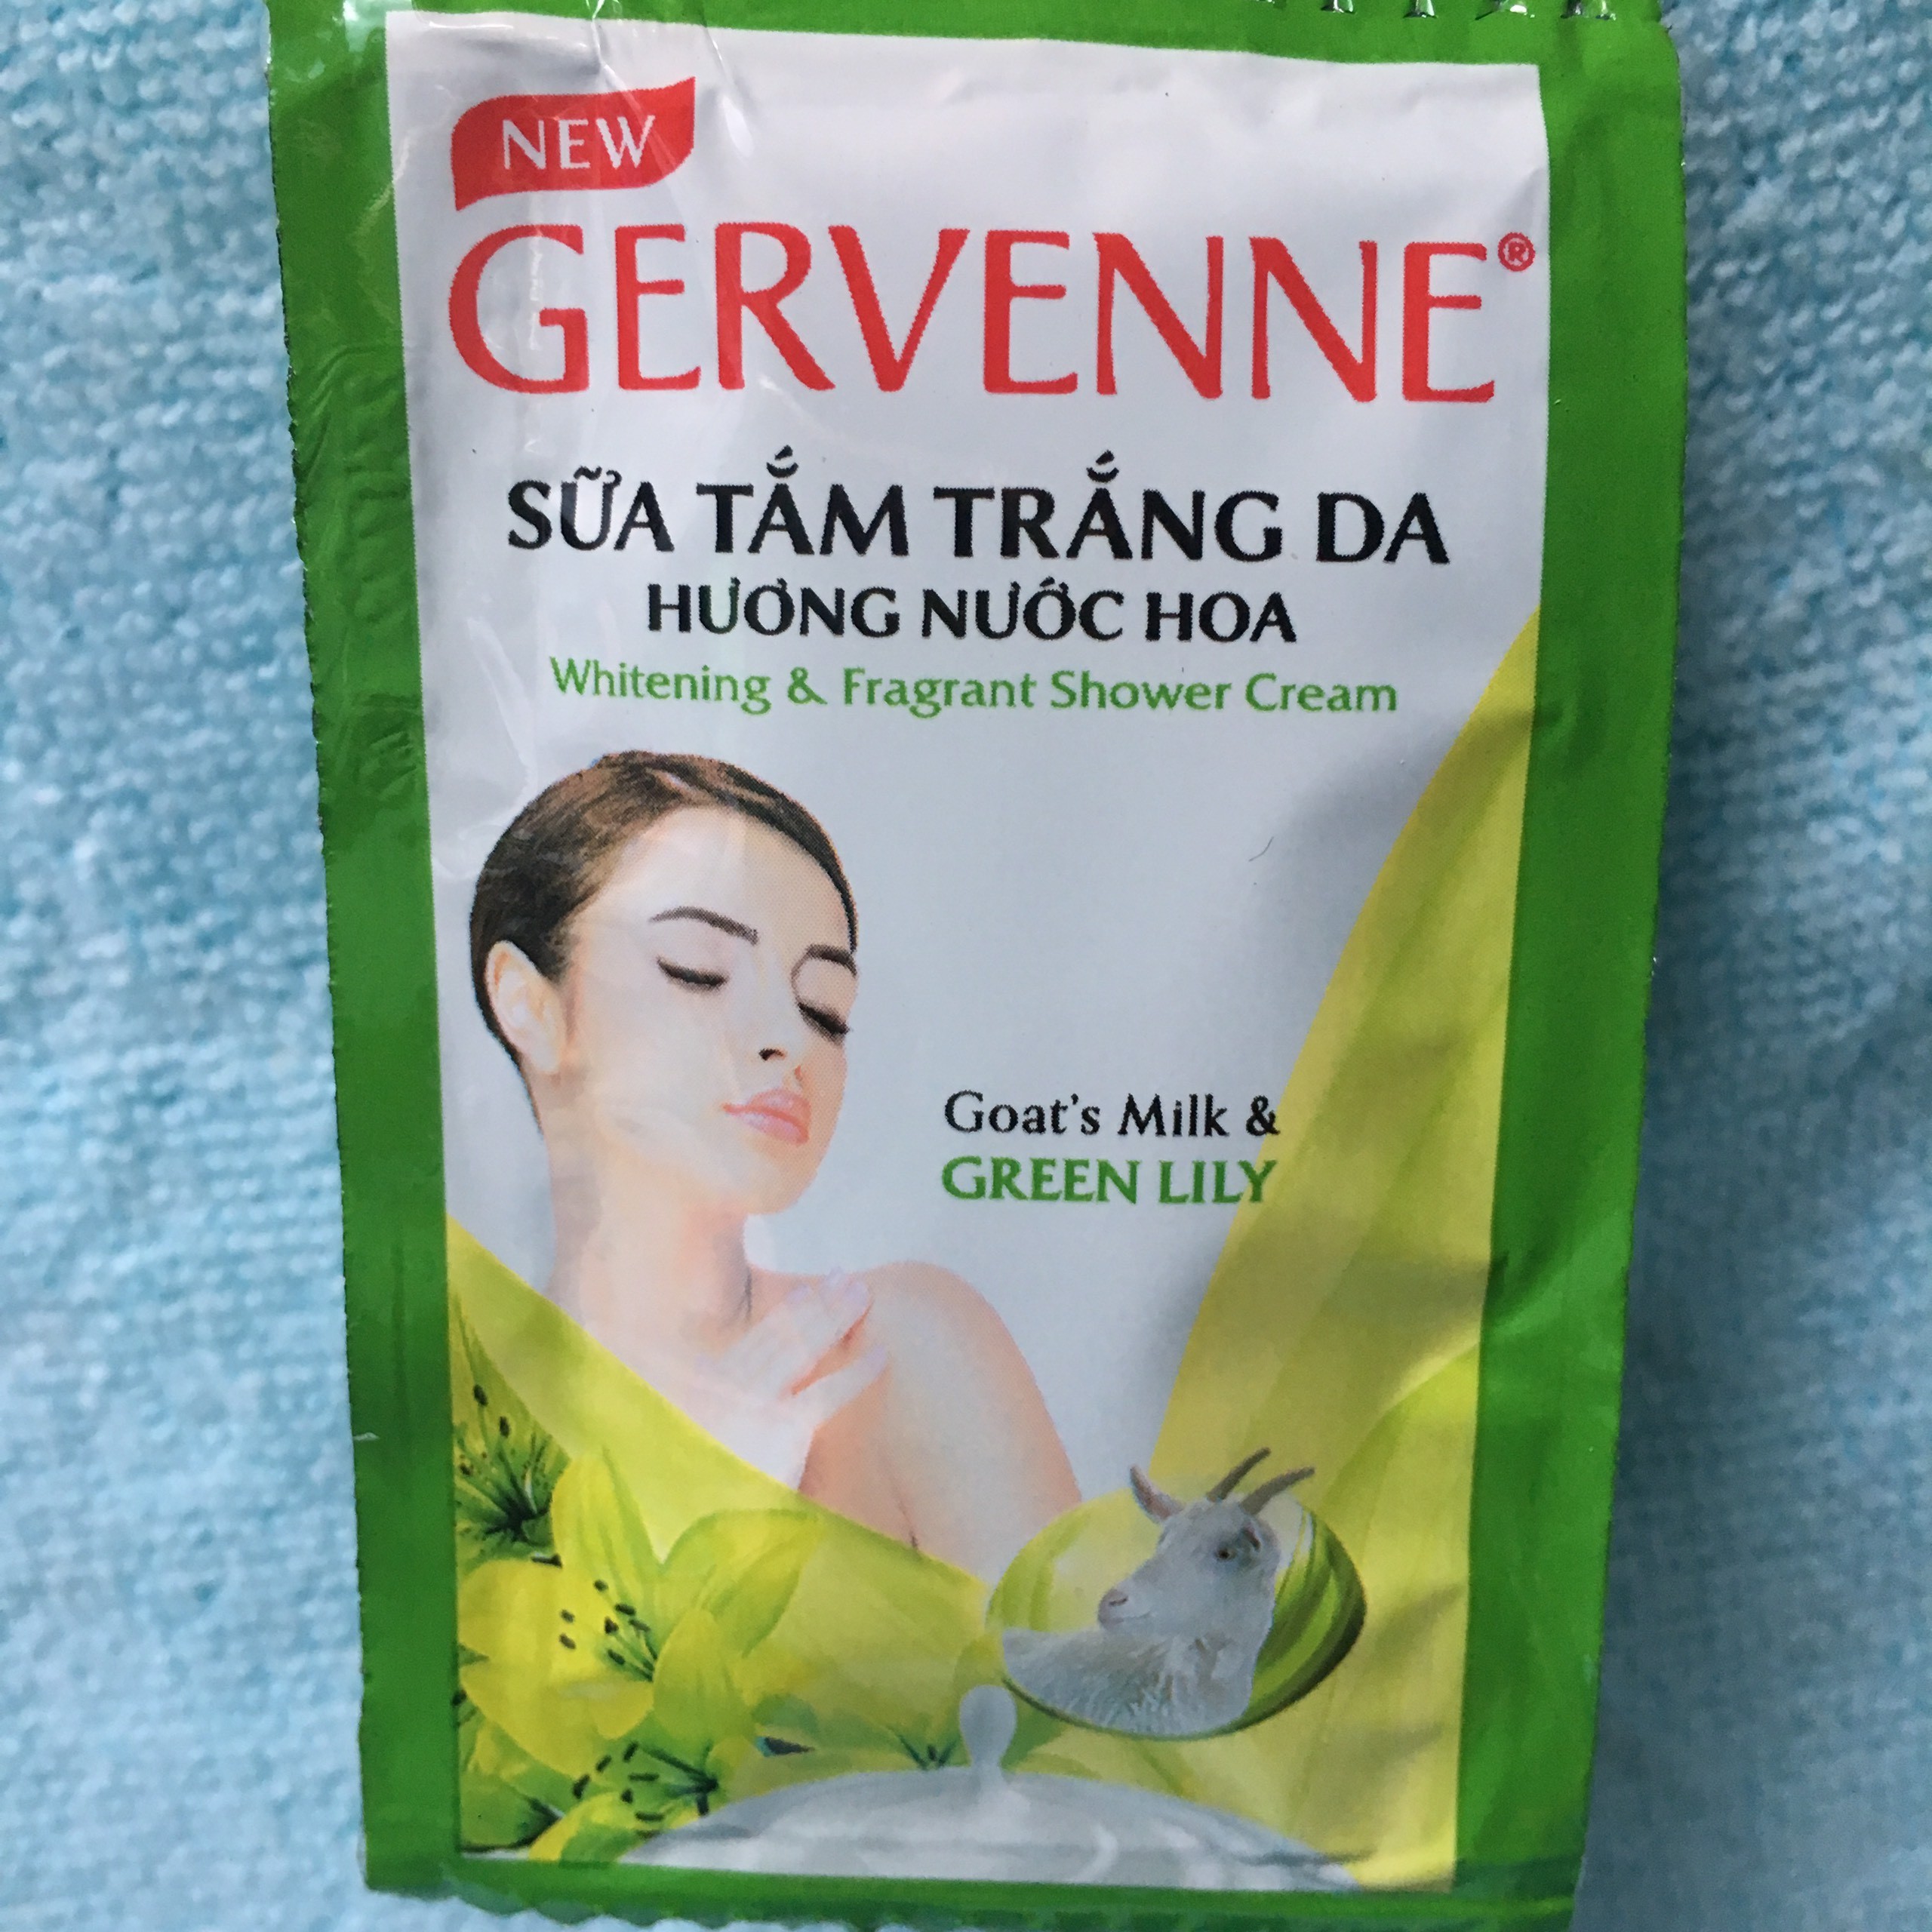 NEW
GERVENNE®
SỮA TẮM TRẮNG DA
HƯƠNG NƯỚC HOA
Whitening & Fragrant Shower Cream
Goat's Milk &
GREEN LILY